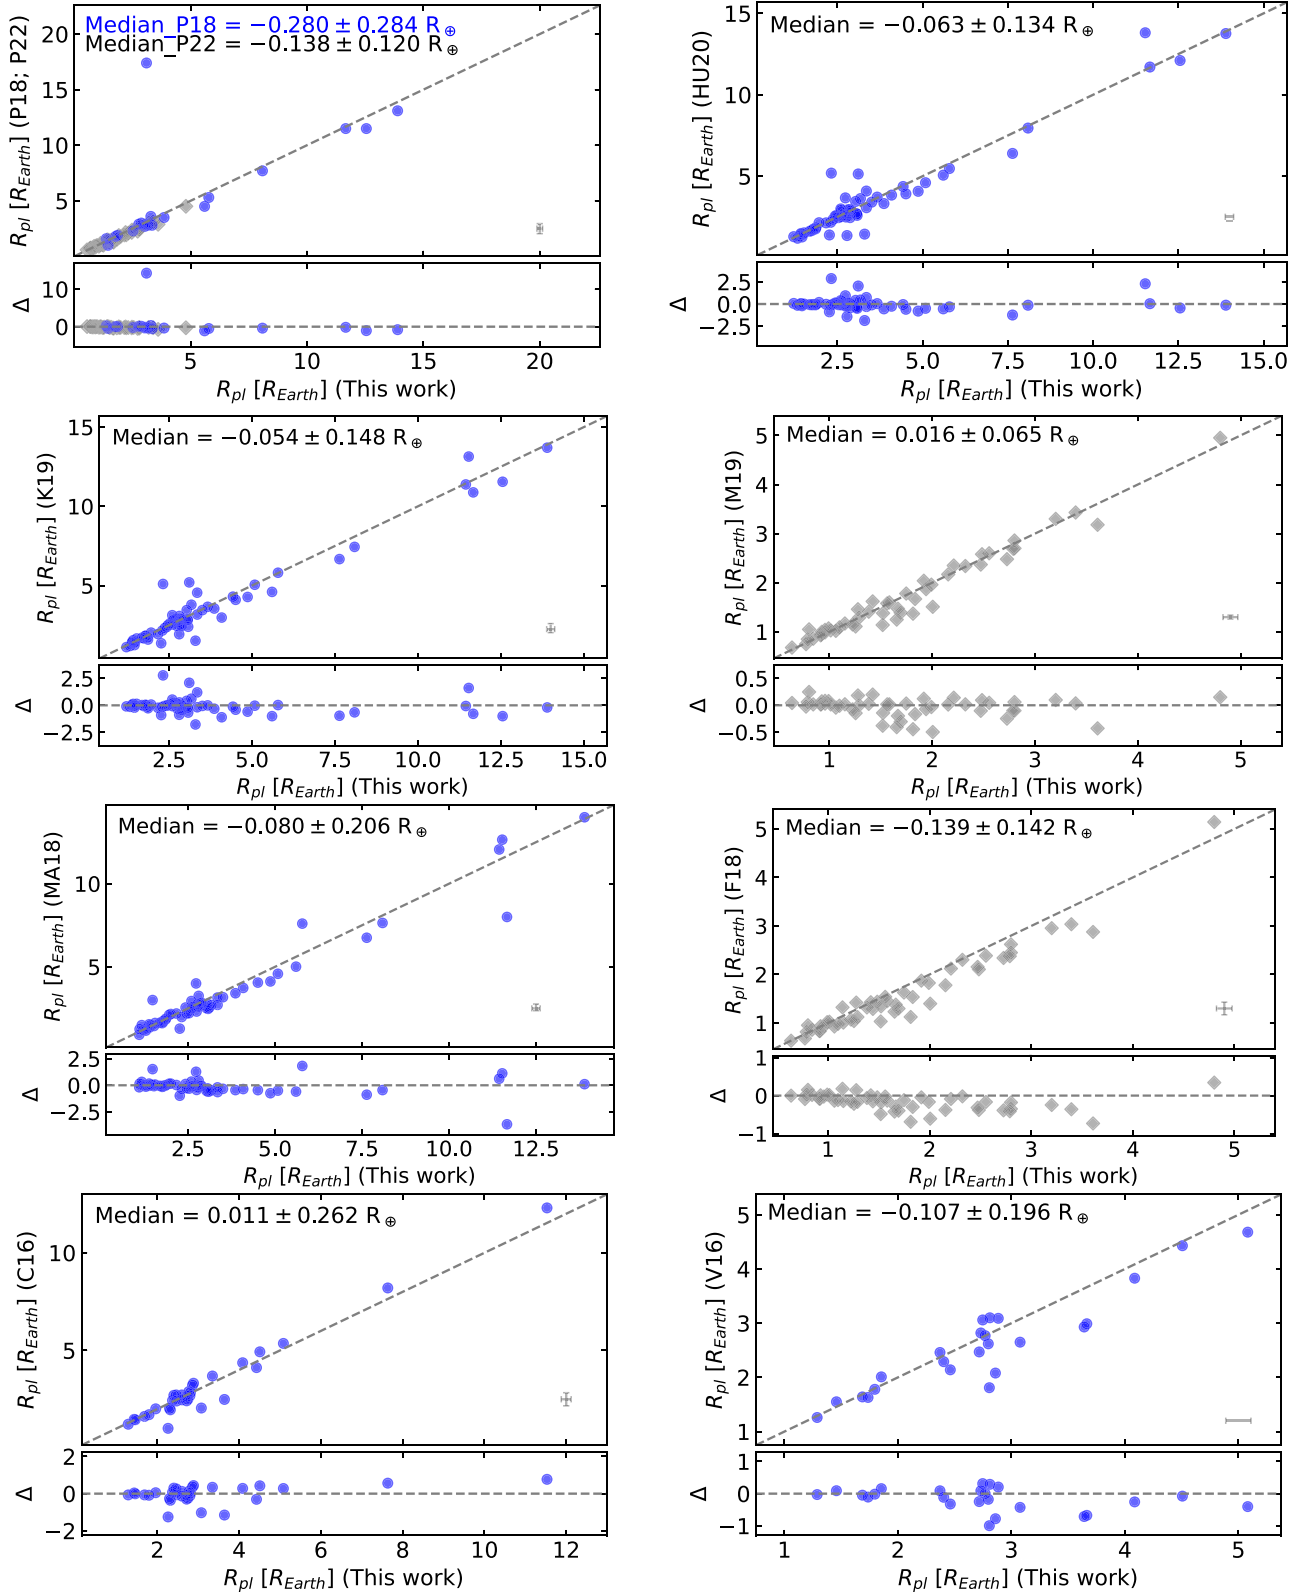 Median_P18 = −0.280 ± 0.284 R⊕
Median_P22 = −0.138 ± 0.120 R⊕
R_pl [R_Earth] (P18; P22)
20
15
10
5
Δ
10
0
5
10
15
20
R_pl [R_Earth] (This work)
Median = −0.063 ± 0.134 R⊕
R_pl [R_Earth] (HU20)
15
10
5
Δ
2.5
0.0
−2.5
2.5
5.0
7.5
10.0
12.5
15.0
R_pl [R_Earth] (This work)
Median = −0.054 ± 0.148 R⊕
R_pl [R_Earth] (K19)
15
10
5
Δ
2.5
0.0
−2.5
2.5
5.0
7.5
10.0
12.5
15.0
R_pl [R_Earth] (This work)
Median = 0.016 ± 0.065 R⊕
R_pl [R_Earth] (M19)
5
4
3
2
1
Δ
0.5
0.0
−0.5
1
2
3
4
5
R_pl [R_Earth] (This work)
Median = −0.080 ± 0.206 R⊕
R_pl [R_Earth] (MA18)
10
5
Δ
2.5
0.0
−2.5
2.5
5.0
7.5
10.0
12.5
R_pl [R_Earth] (This work)
Median = −0.139 ± 0.142 R⊕
R_pl [R_Earth] (F18)
5
4
3
2
1
Δ
1
0
−1
1
2
3
4
5
R_pl [R_Earth] (This work)
Median = 0.011 ± 0.262 R⊕
R_pl [R_Earth] (C16)
10
5
Δ
2
0
−2
2
4
6
8
10
12
R_pl [R_Earth] (This work)
Median = −0.107 ± 0.196 R⊕
R_pl [R_Earth] (V16)
5
4
3
2
1
Δ
1
0
−1
1
2
3
4
5
R_pl [R_Earth] (This work)